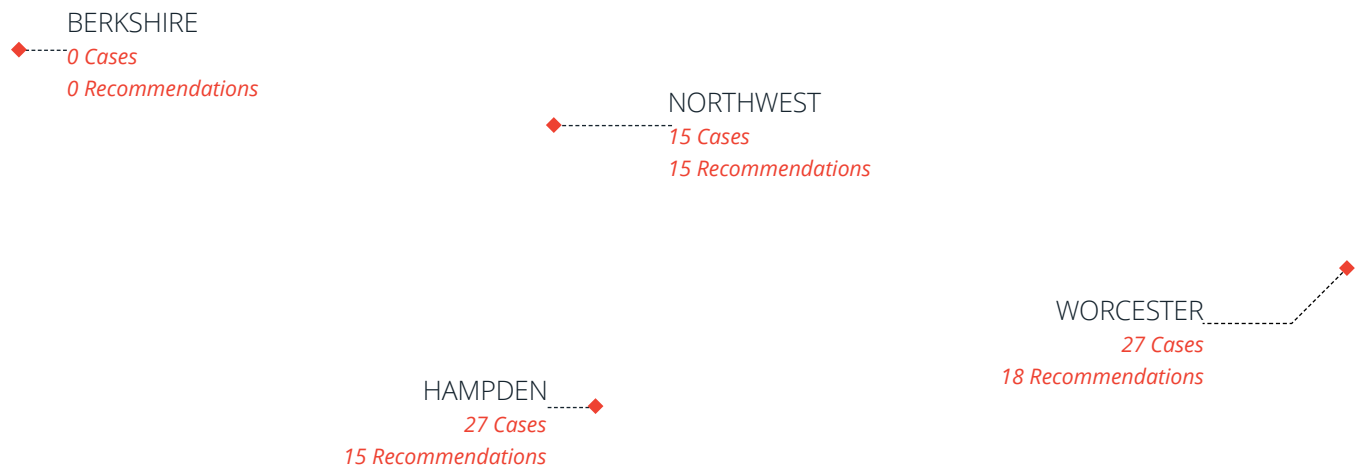 BERKSHIRE
0 Cases
0 Recommendations
NORTHWEST
15 Cases
15 Recommendations
WORCESTER
27 Cases
18 Recommendations
HAMPDEN
27 Cases
15 Recommendations